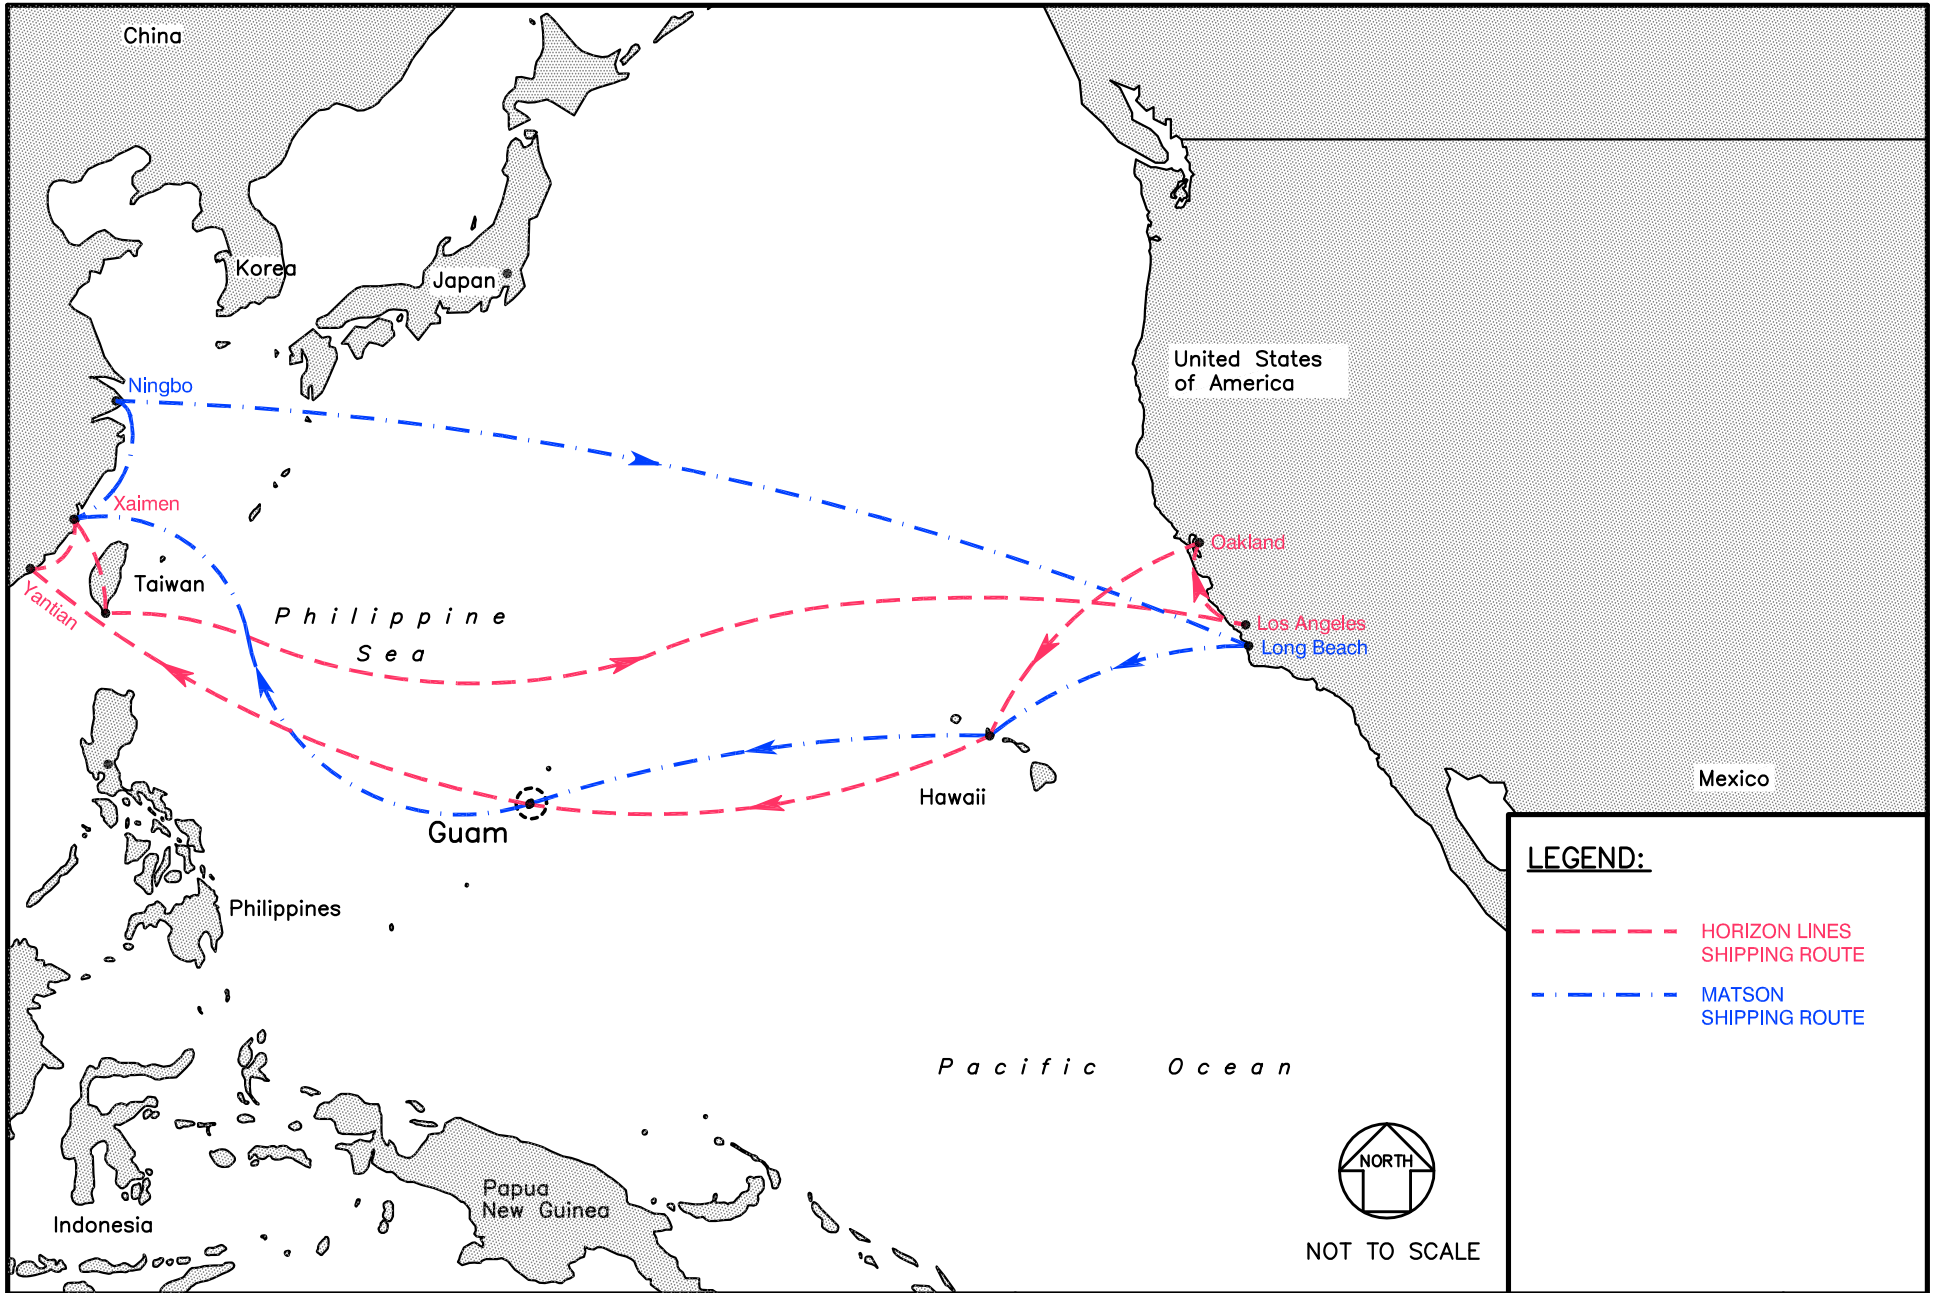 China
Korea
Japan
United States
of America
Ningbo
Xaimen
Oakland
Taiwan
Yantian
Philippine
Sea
Los Angeles
Long Beach
Mexico
Hawaii
Guam
LEGEND:
Philippines
HORIZON LINES
SHIPPING ROUTE
MATSON
SHIPPING ROUTE
Pacific Ocean
NORTH
Papua
New Guinea
Indonesia
NOT TO SCALE